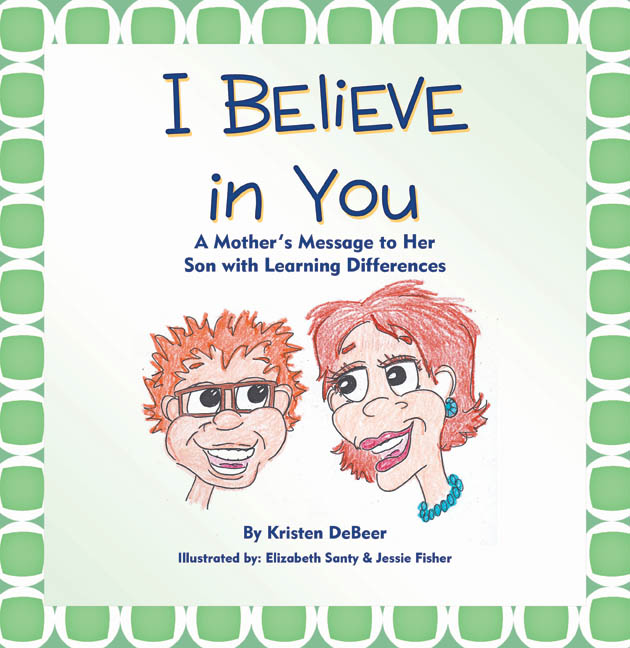 I BELiEVE
in You
A Mother's Message to Her
Son with Learning Differences
By Kristen DeBeer
Illustrated by: Elizabeth Santy & Jessie Fisher